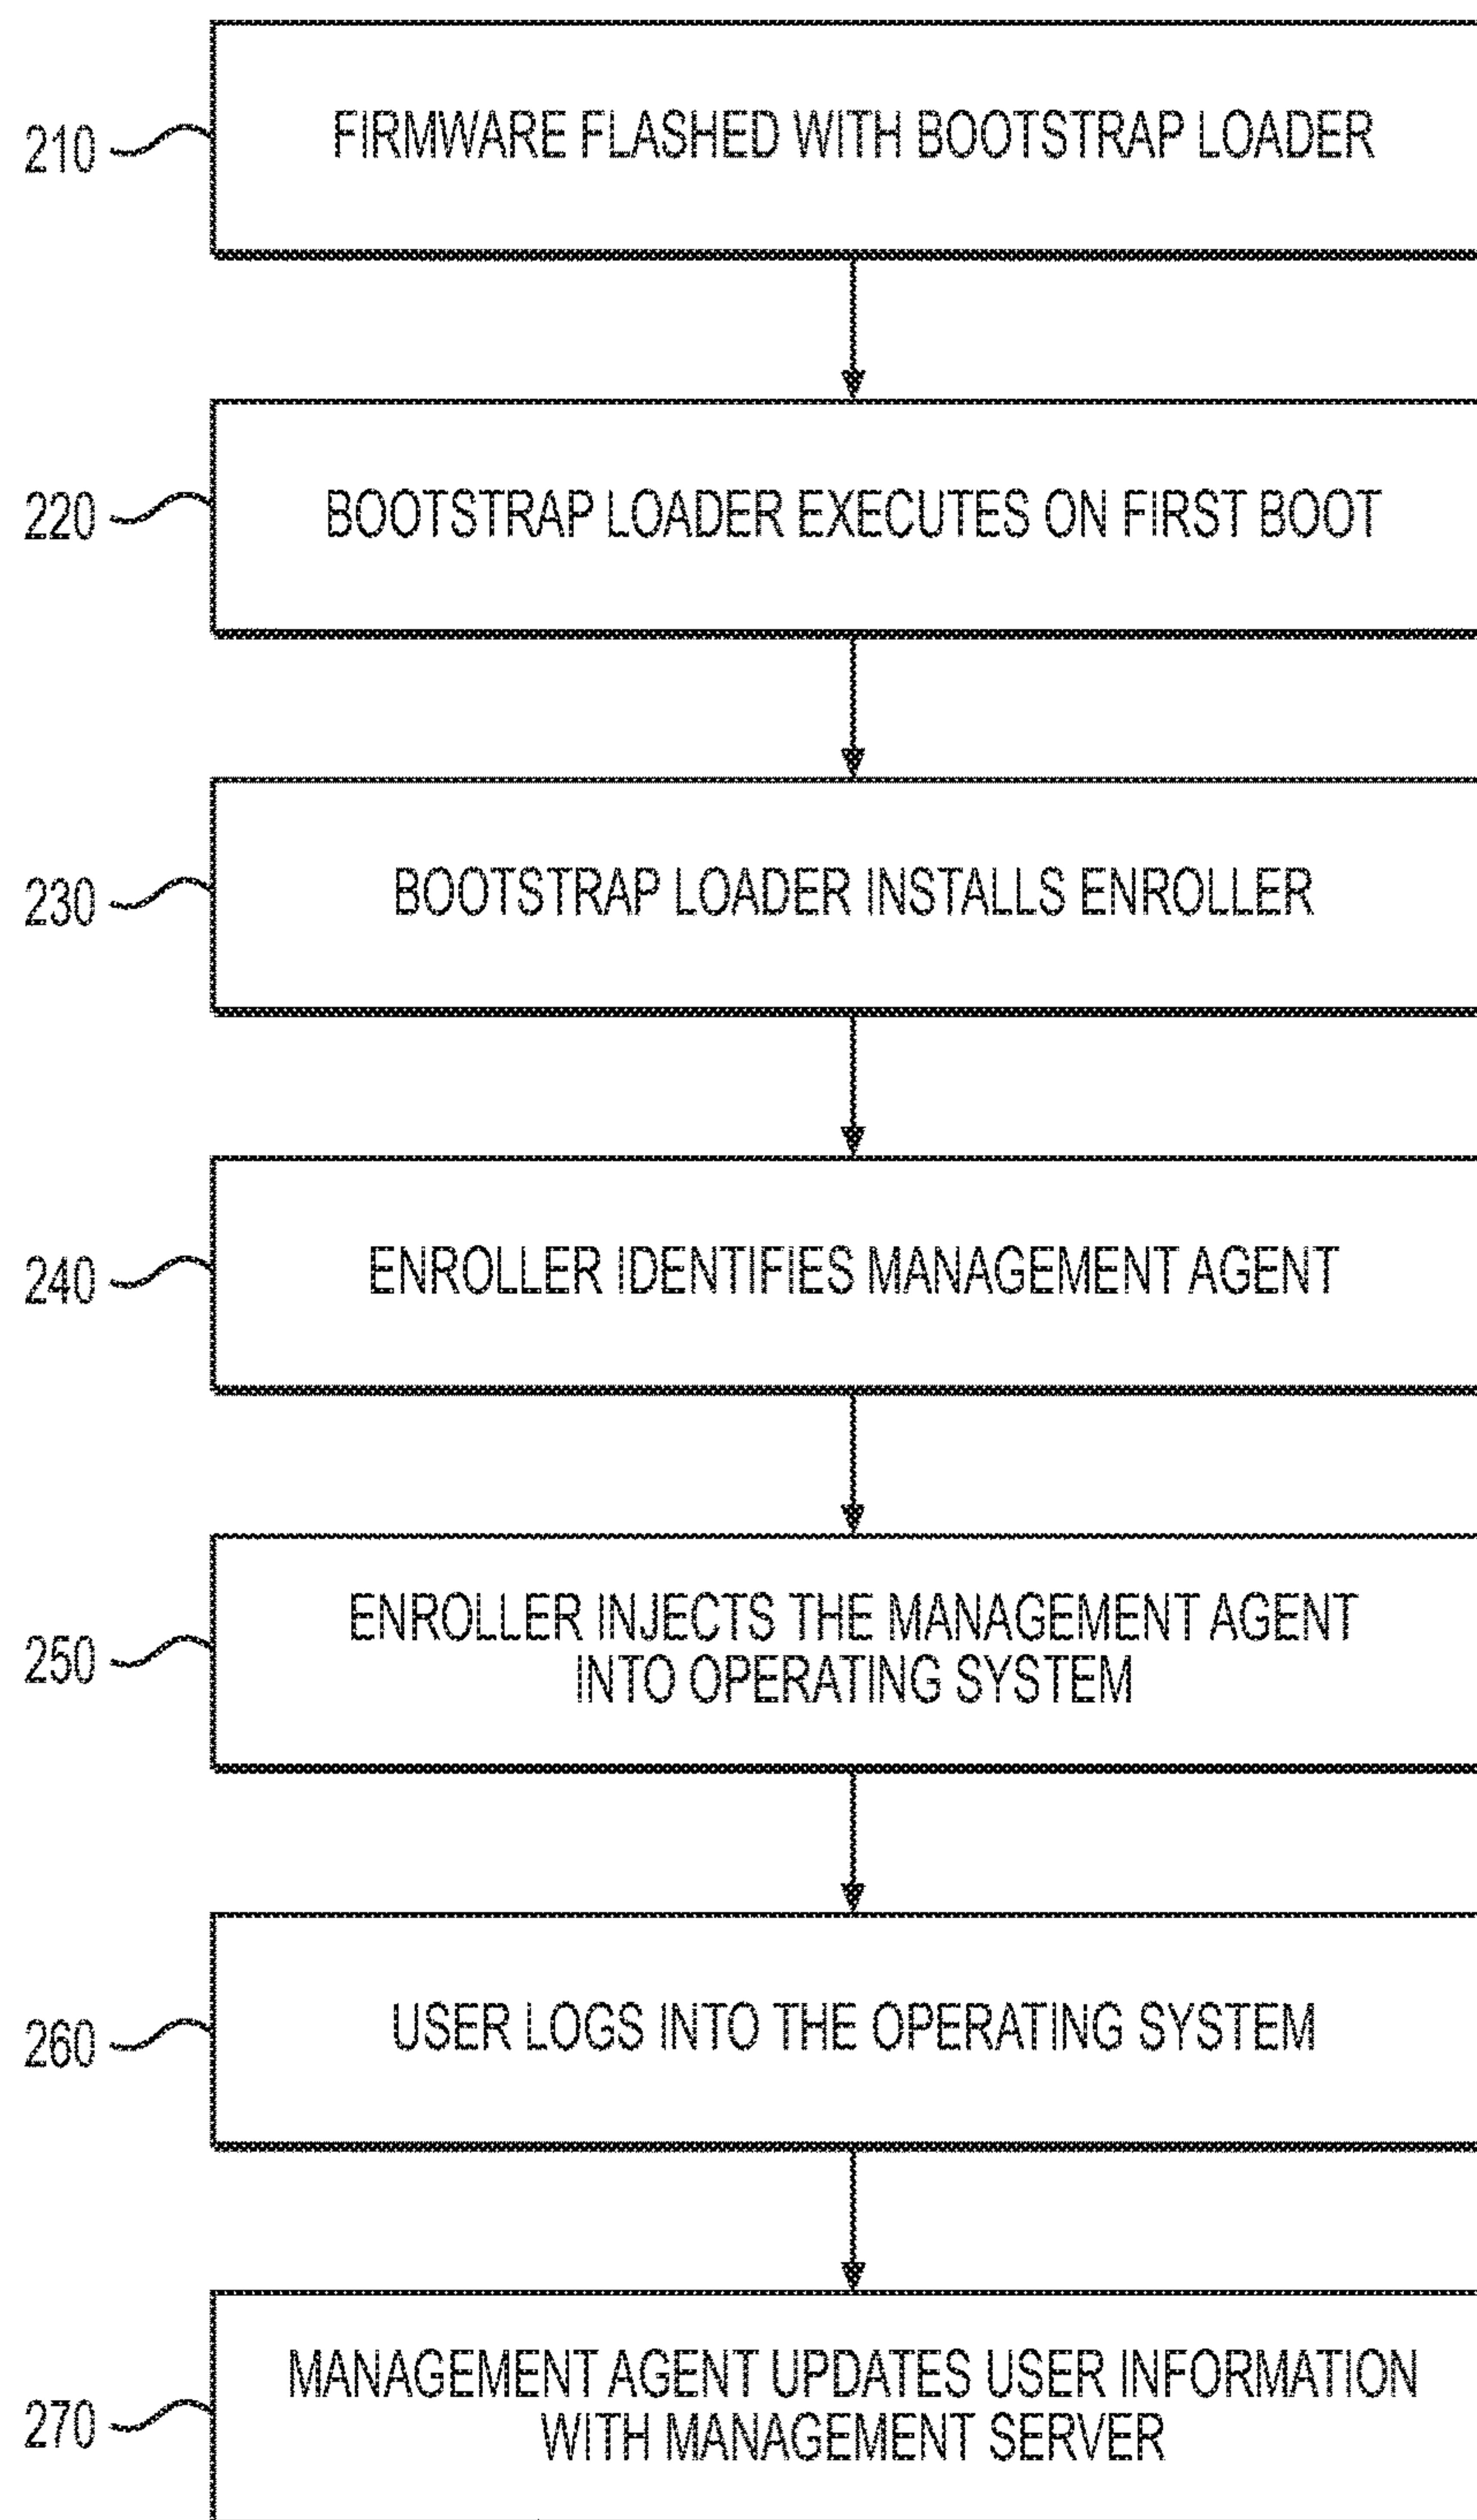 210
FIRMWARE FLASHED WITH BOOTSTRAP LOADER
220
BOOTSTRAP LOADER EXECUTES ON FIRST BOOT
230
BOOTSTRAP LOADER INSTALLS ENROLLER
240
ENROLLER IDENTIFIES MANAGEMENT AGENT
250
ENROLLER INJECTS THE MANAGEMENT AGENT
INTO OPERATING SYSTEM
260
USER LOGS INTO THE OPERATING SYSTEM
270
MANAGEMENT AGENT UPDATES USER INFORMATION
WITH MANAGEMENT SERVER